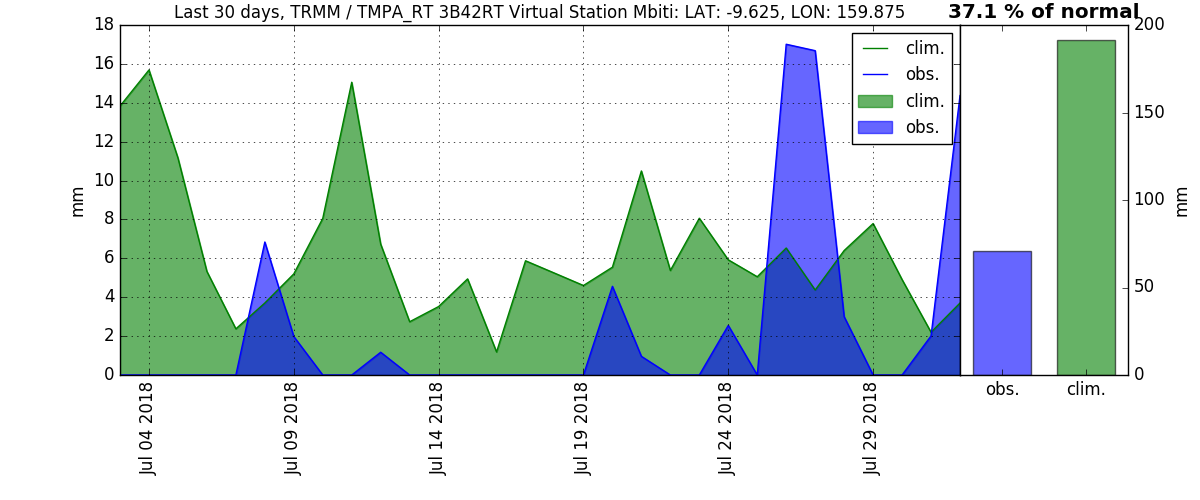 Last 30 days, TRMM / TMPA_RT 3B42RT Virtual Station Mbiti: LAT: -9.625, LON: 159.875
37.1 % of normal
18
16
14
12
10
8
6
4
2
0
mm
clim.
obs.
clim.
obs.
Jul 04 2018
Jul 09 2018
Jul 14 2018
Jul 19 2018
Jul 24 2018
Jul 29 2018
200
150
100
50
0
mm
obs.
clim.